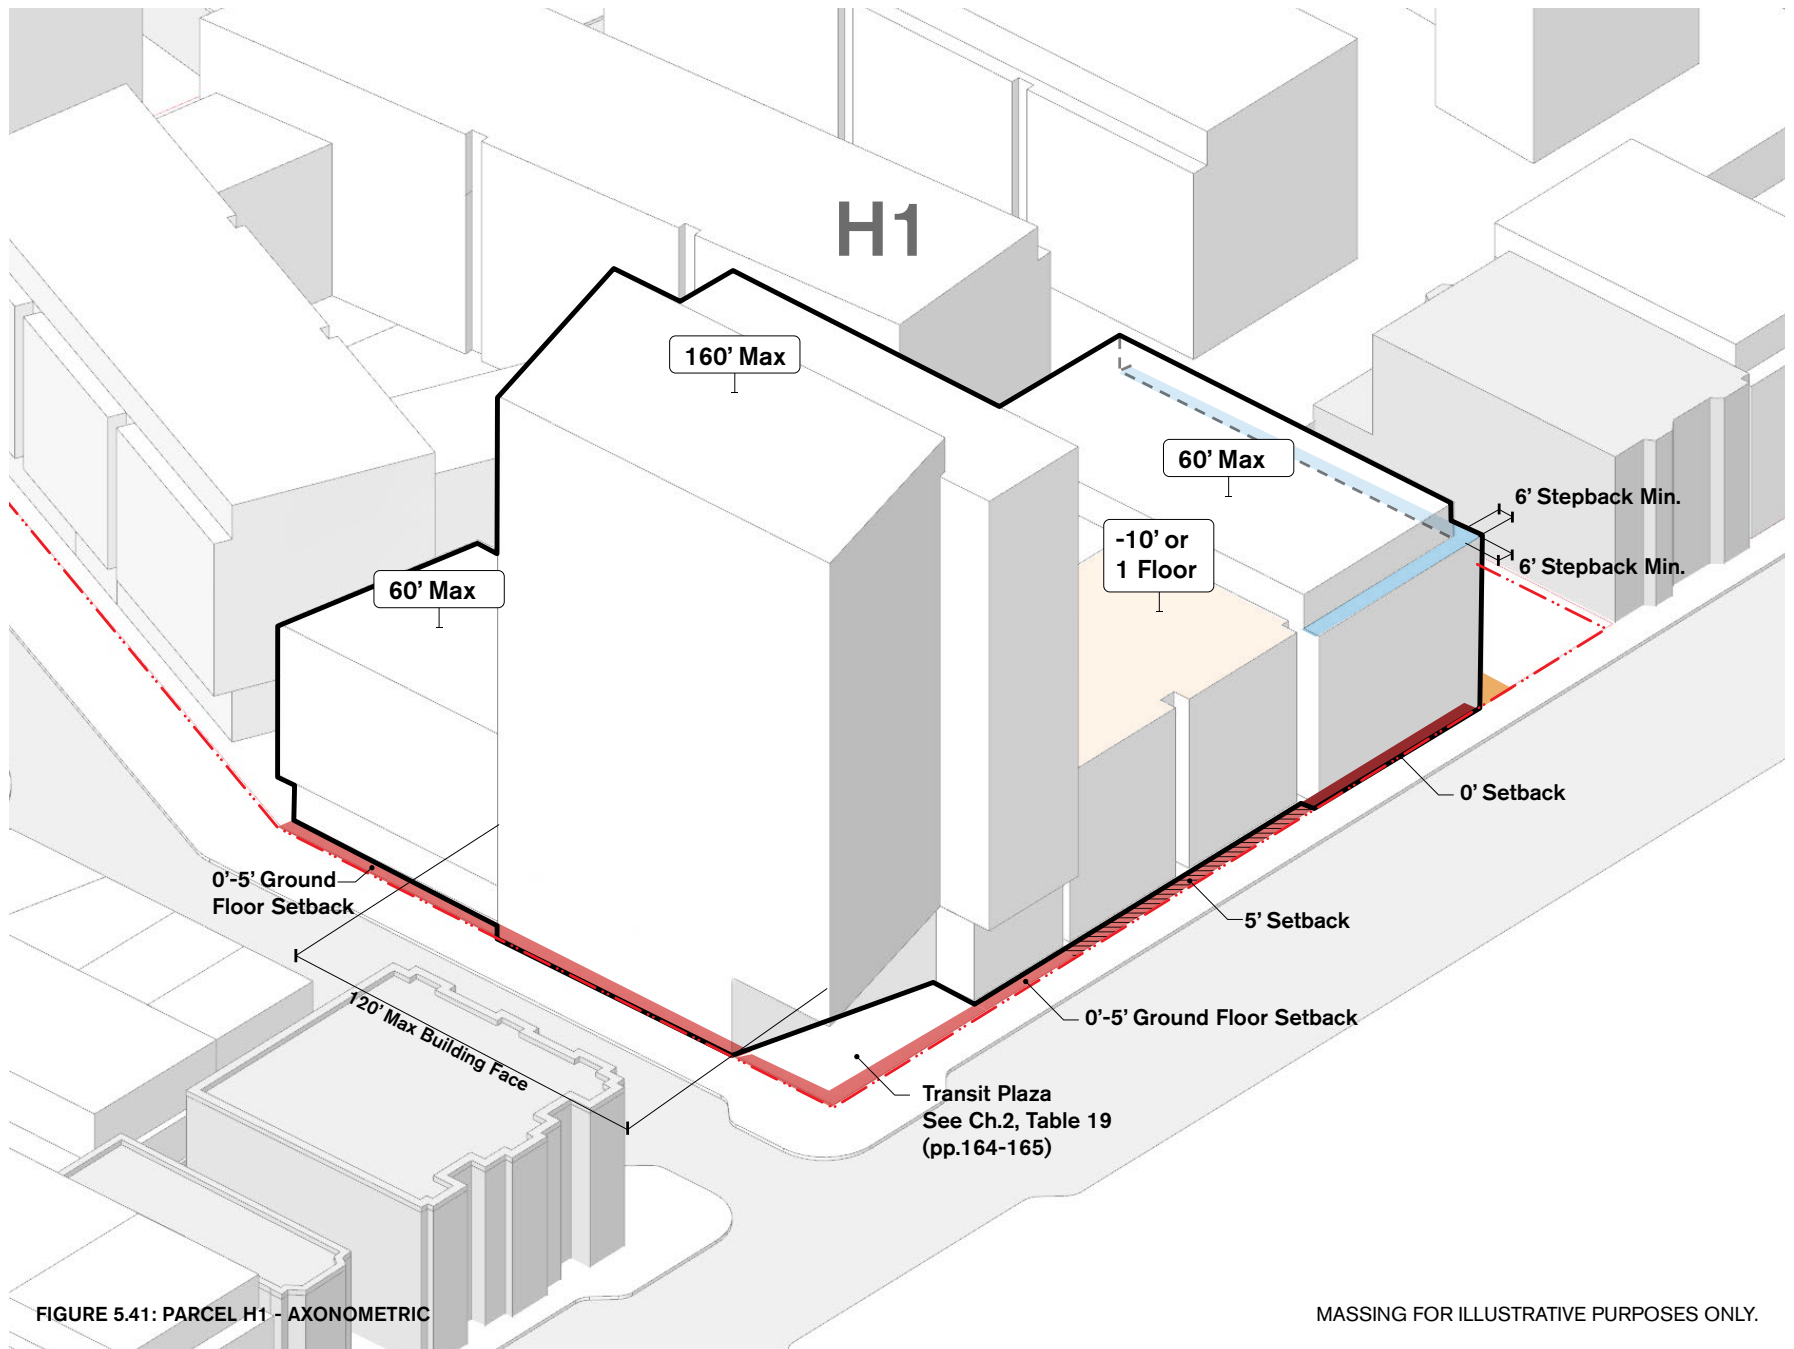 H1
160’ Max
60’ Max
6’ Stepback Min.
-10’ or
1 Floor
6’ Stepback Min.
60’ Max
0’ Setback
0’-5’ Ground
Floor Setback
5’ Setback
120’ Max Building Face
0’-5’ Ground Floor Setback
Transit Plaza
See Ch.2, Table 19
(pp.164-165)
FIGURE 5.41: PARCEL H1 - AXONOMETRIC
MASSING FOR ILLUSTRATIVE PURPOSES ONLY.